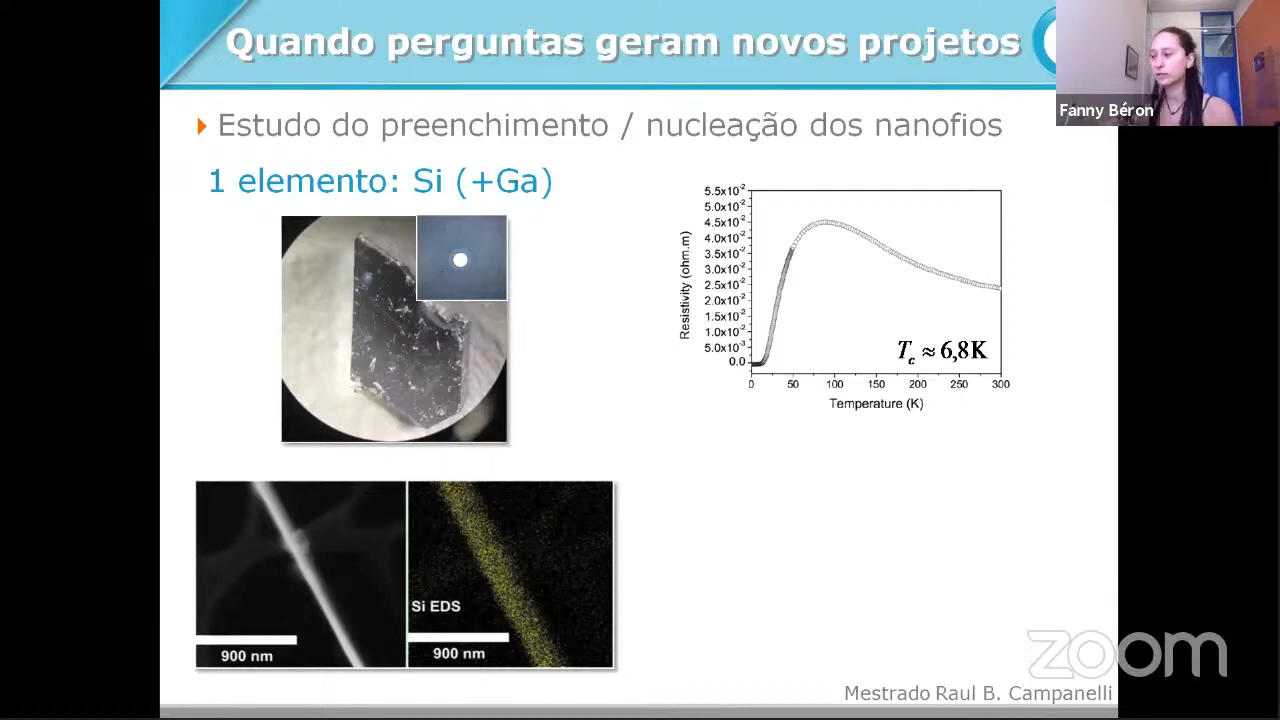 Quando perguntas geram novos projetos
Fanny Béron
Estudo do preenchimento / nucleação dos nanofios
1 elemento: Si (+Ga)
Resistivity (ohm.m)
5.5x10⁻²
5.0x10⁻²
4.5x10⁻²
4.0x10⁻²
3.5x10⁻²
3.0x10⁻²
2.5x10⁻²
2.0x10⁻²
1.5x10⁻²
1.0x10⁻²
5.0x10⁻³
0.0
T_c ≈ 6,8K
0 50 100 150 200 250 300
Temperature (K)
900 nm
Si EDS
900 nm
zoom
Mestrado Raul B. Campanelli